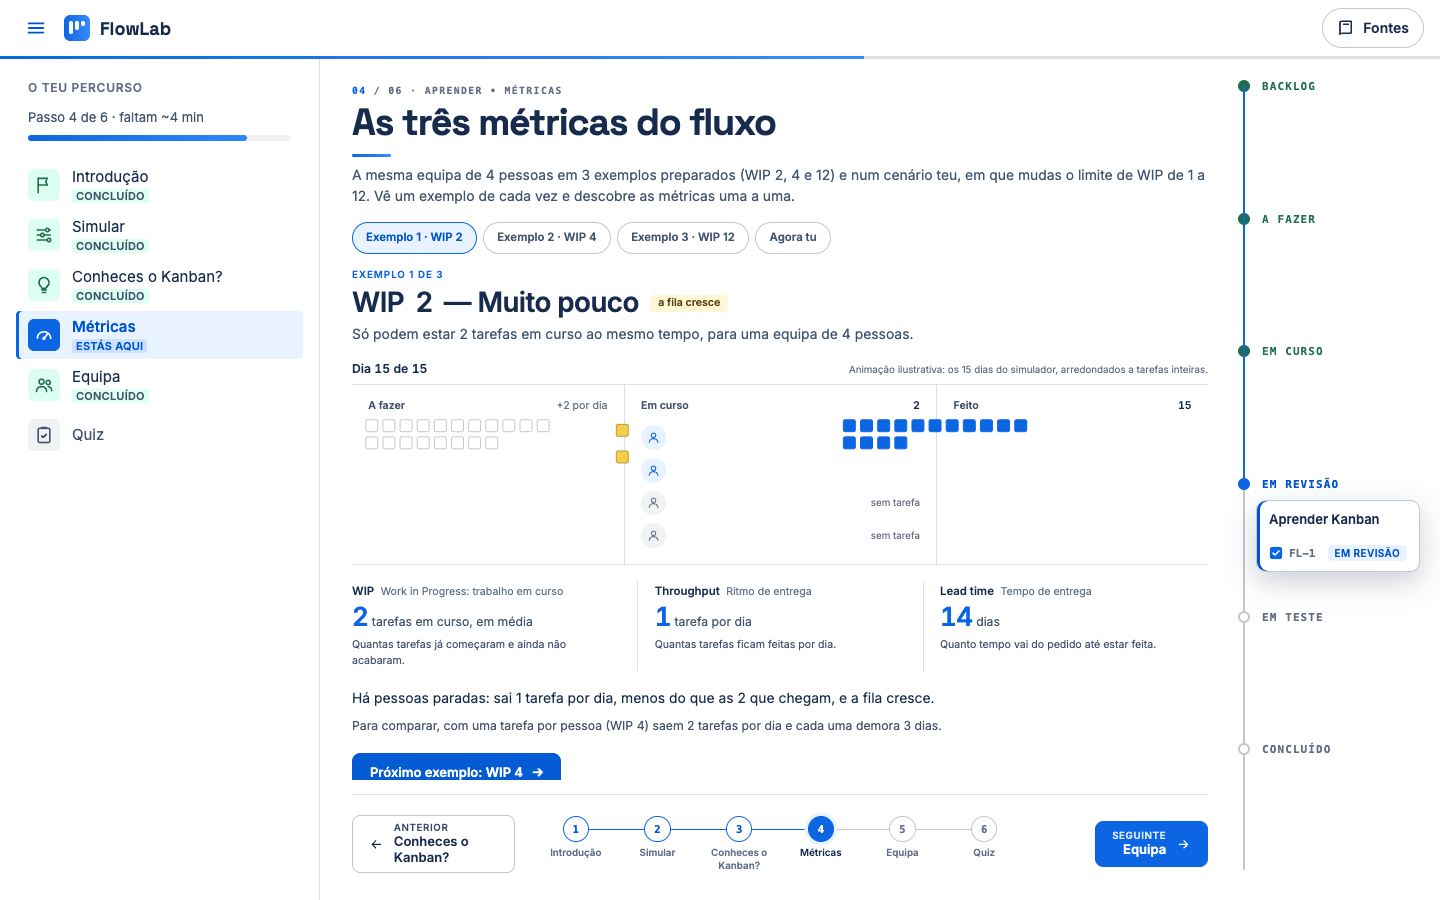 FlowLab
Fontes
O TEU PERCURSO
Passo 4 de 6 · faltam ~4 min
Introdução
CONCLUÍDO
Simular
CONCLUÍDO
Conheces o Kanban?
CONCLUÍDO
Métricas
ESTÁS AQUI
Equipa
CONCLUÍDO
Quiz
04 / 06 · APRENDER • MÉTRICAS
As três métricas do fluxo
A mesma equipa de 4 pessoas em 3 exemplos preparados (WIP 2, 4 e 12) e num cenário teu, em que mudas o limite de WIP de 1 a
12. Vê um exemplo de cada vez e descobre as métricas uma a uma.
Exemplo 1 · WIP 2
Exemplo 2 · WIP 4
Exemplo 3 · WIP 12
Agora tu
EXEMPLO 1 DE 3
WIP 2 — Muito pouco
a fila cresce
Só podem estar 2 tarefas em curso ao mesmo tempo, para uma equipa de 4 pessoas.
Dia 15 de 15
Animação ilustrativa: os 15 dias do simulador, arredondados a tarefas inteiras.
A fazer
+2 por dia
Em curso
2
Feito
15
sem tarefa
sem tarefa
WIP Work in Progress: trabalho em curso
2 tarefas em curso, em média
Quantas tarefas já começaram e ainda não
acabaram.
Throughput Ritmo de entrega
1 tarefa por dia
Quantas tarefas ficam feitas por dia.
Lead time Tempo de entrega
14 dias
Quanto tempo vai do pedido até estar feita.
Há pessoas paradas: sai 1 tarefa por dia, menos do que as 2 que chegam, e a fila cresce.
Para comparar, com uma tarefa por pessoa (WIP 4) saem 2 tarefas por dia e cada uma demora 3 dias.
Próximo exemplo: WIP 4 →
← ANTERIOR
Conheces o
Kanban?
1
Introdução
2
Simular
3
Conheces o
Kanban?
4
Métricas
5
Equipa
6
Quiz
SEGUINTE
Equipa →
BACKLOG
A FAZER
EM CURSO
EM REVISÃO
Aprender Kanban
FL-1
EM REVISÃO
EM TESTE
CONCLUÍDO